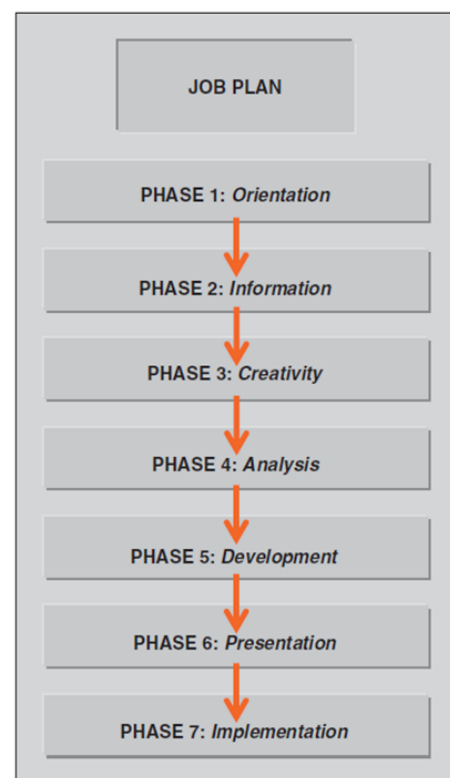 JOB PLAN
PHASE 1: Orientation
PHASE 2: Information
PHASE 3: Creativity
PHASE 4: Analysis
PHASE 5: Development
PHASE 6: Presentation
PHASE 7: Implementation